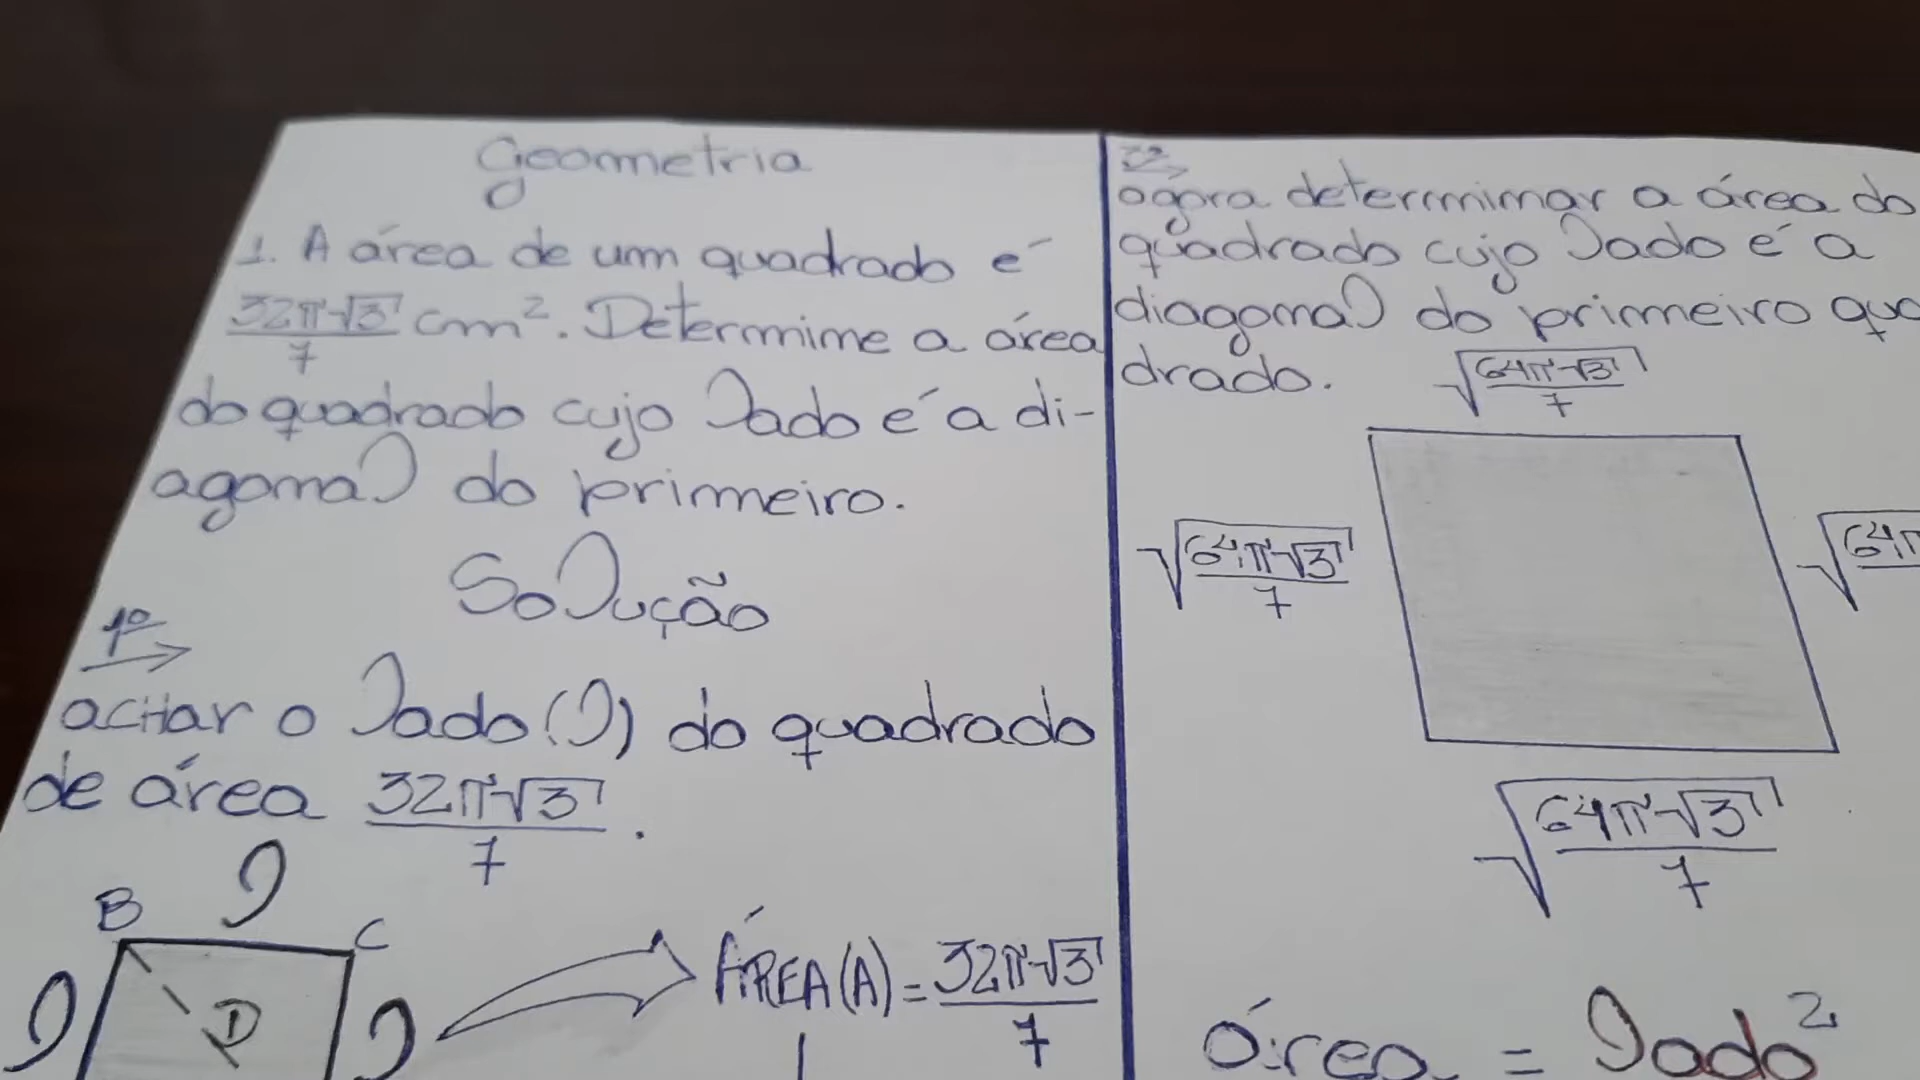 Geometria
1. A área de um quadrado é
32π√3/7 cm². Determine a área
do quadrado cujo lado é a di-
agonal do primeiro.
Solução
1º
achar o lado (l) do quadrado
de área 32π√3/7.
l
B
C
l
D
l
ÁREA(A) = 32π√3/7
agora determinar a área do
quadrado cujo lado é a
diagonal do primeiro qua
drado.
√(64π√3/7)
√(64π√3/7)
√(64π
√(64π√3/7)
área = lado²